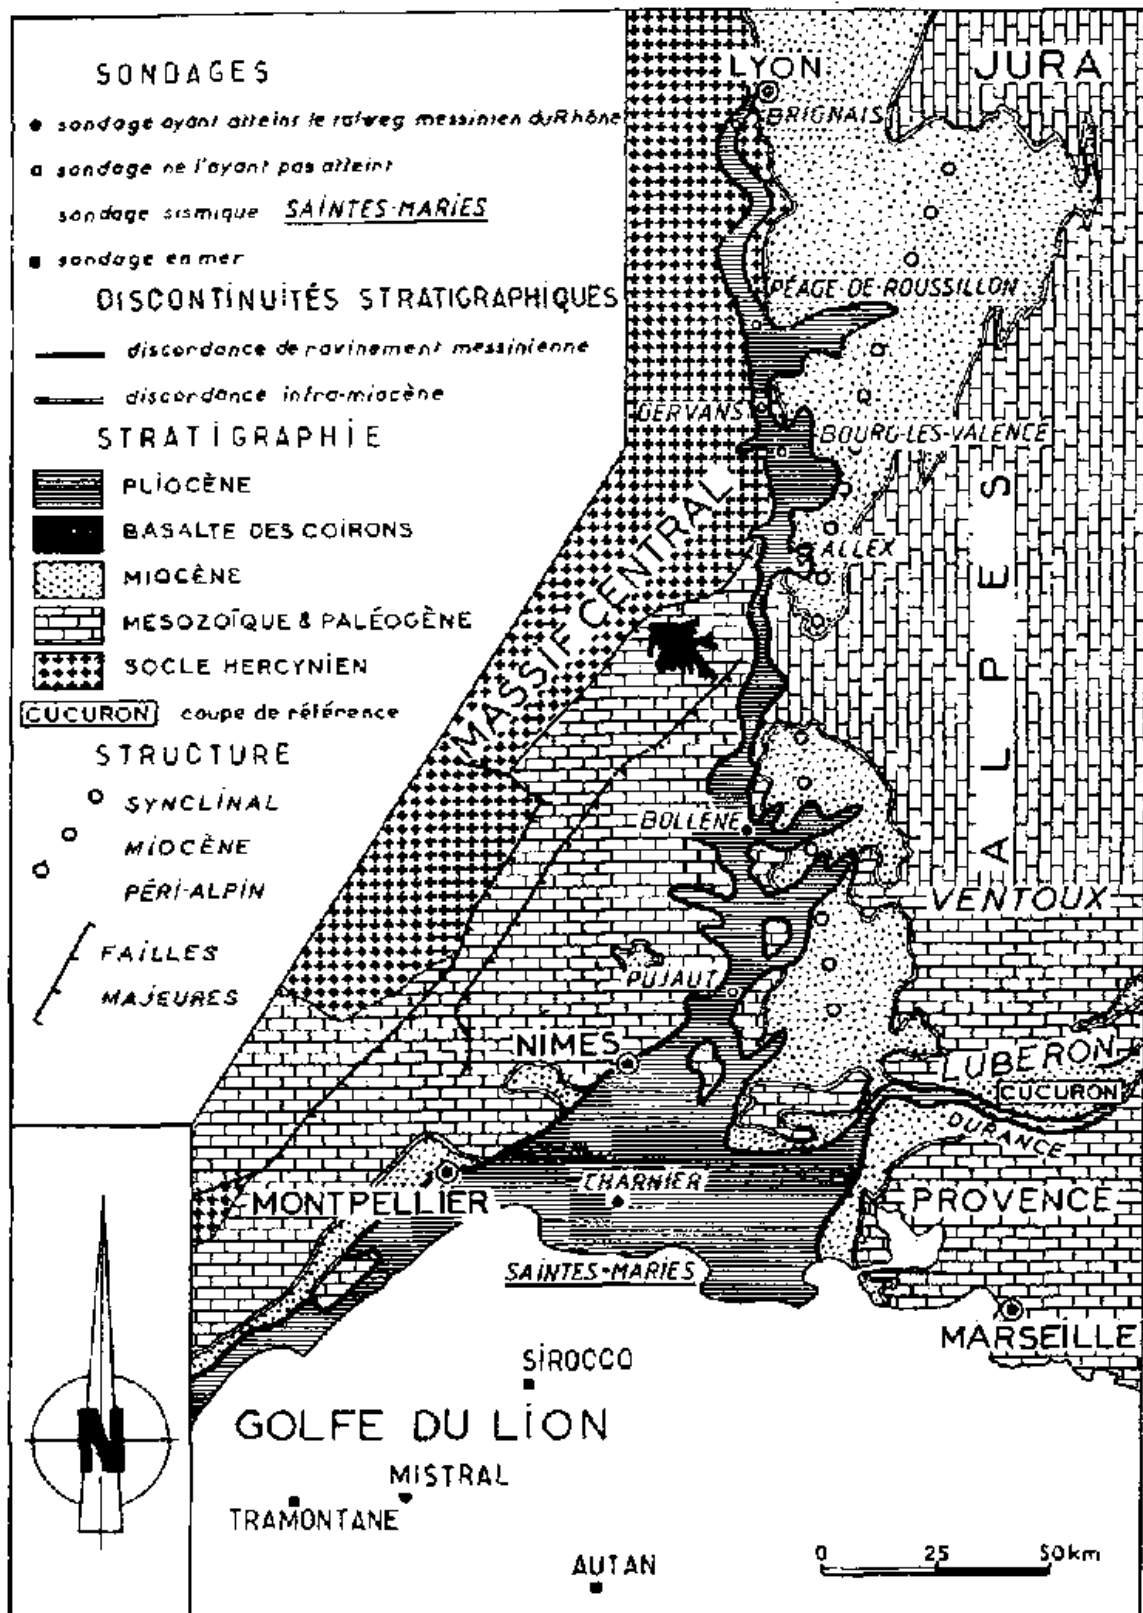 SONDAGES
sondage ayant atteins le talweg messinien du Rhône
sondage ne l'ayant pas atteint
sondage sismique SAINTES-MARIES
sondage en mer
DISCONTINUITÉS STRATIGRAPHIQUES
discordance de ravinement messinienne
discordance infra-miocène
STRATIGRAPHIE
PLIOCÈNE
BASALTE DES COIRONS
MIOCÈNE
MESOZOÏQUE & PALÉOGÈNE
SOCLE HERCYNIEN
CUCURON coupe de référence
STRUCTURE
SYNCLINAL
MIOCÈNE
PÉRI-ALPIN
FAILLES
MAJEURES
N
LYON
JURA
BRIGNAIS
PÉAGE DE ROUSSILLON
GERVANS
BOURG-LES-VALENCE
MASSIF CENTRAL
ALLEX
ALPES
BOLLENE
VENTOUX
PUJAUT
NIMES
LUBERON
CUCURON
DURANCE
MONTPELLIER
CHARNIER
PROVENCE
SAINTES-MARIES
MARSEILLE
SIROCCO
GOLFE DU LION
MISTRAL
TRAMONTANE
AUTAN
0 25 50km